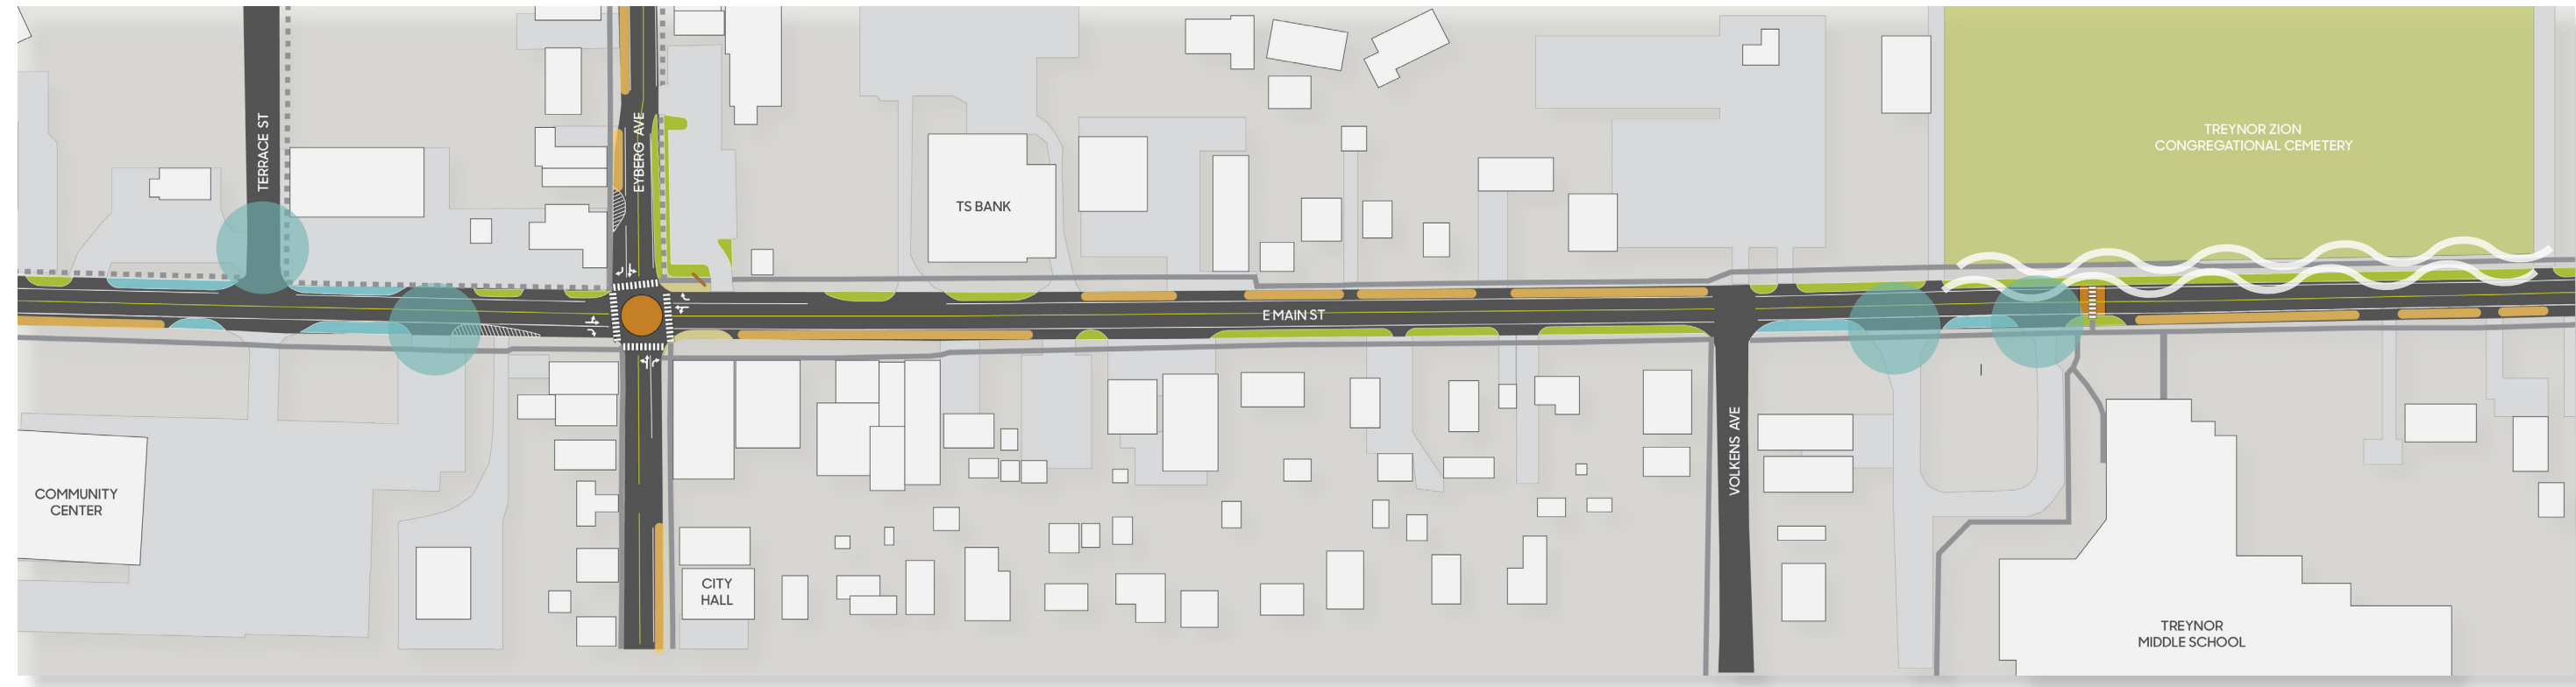 TERRACE ST
EYBERG AVE
TREYNOR ZION
CONGREGATIONAL CEMETERY
TS BANK
E MAIN ST
VOLKENS AVE
COMMUNITY
CENTER
CITY
HALL
TREYNOR
MIDDLE SCHOOL